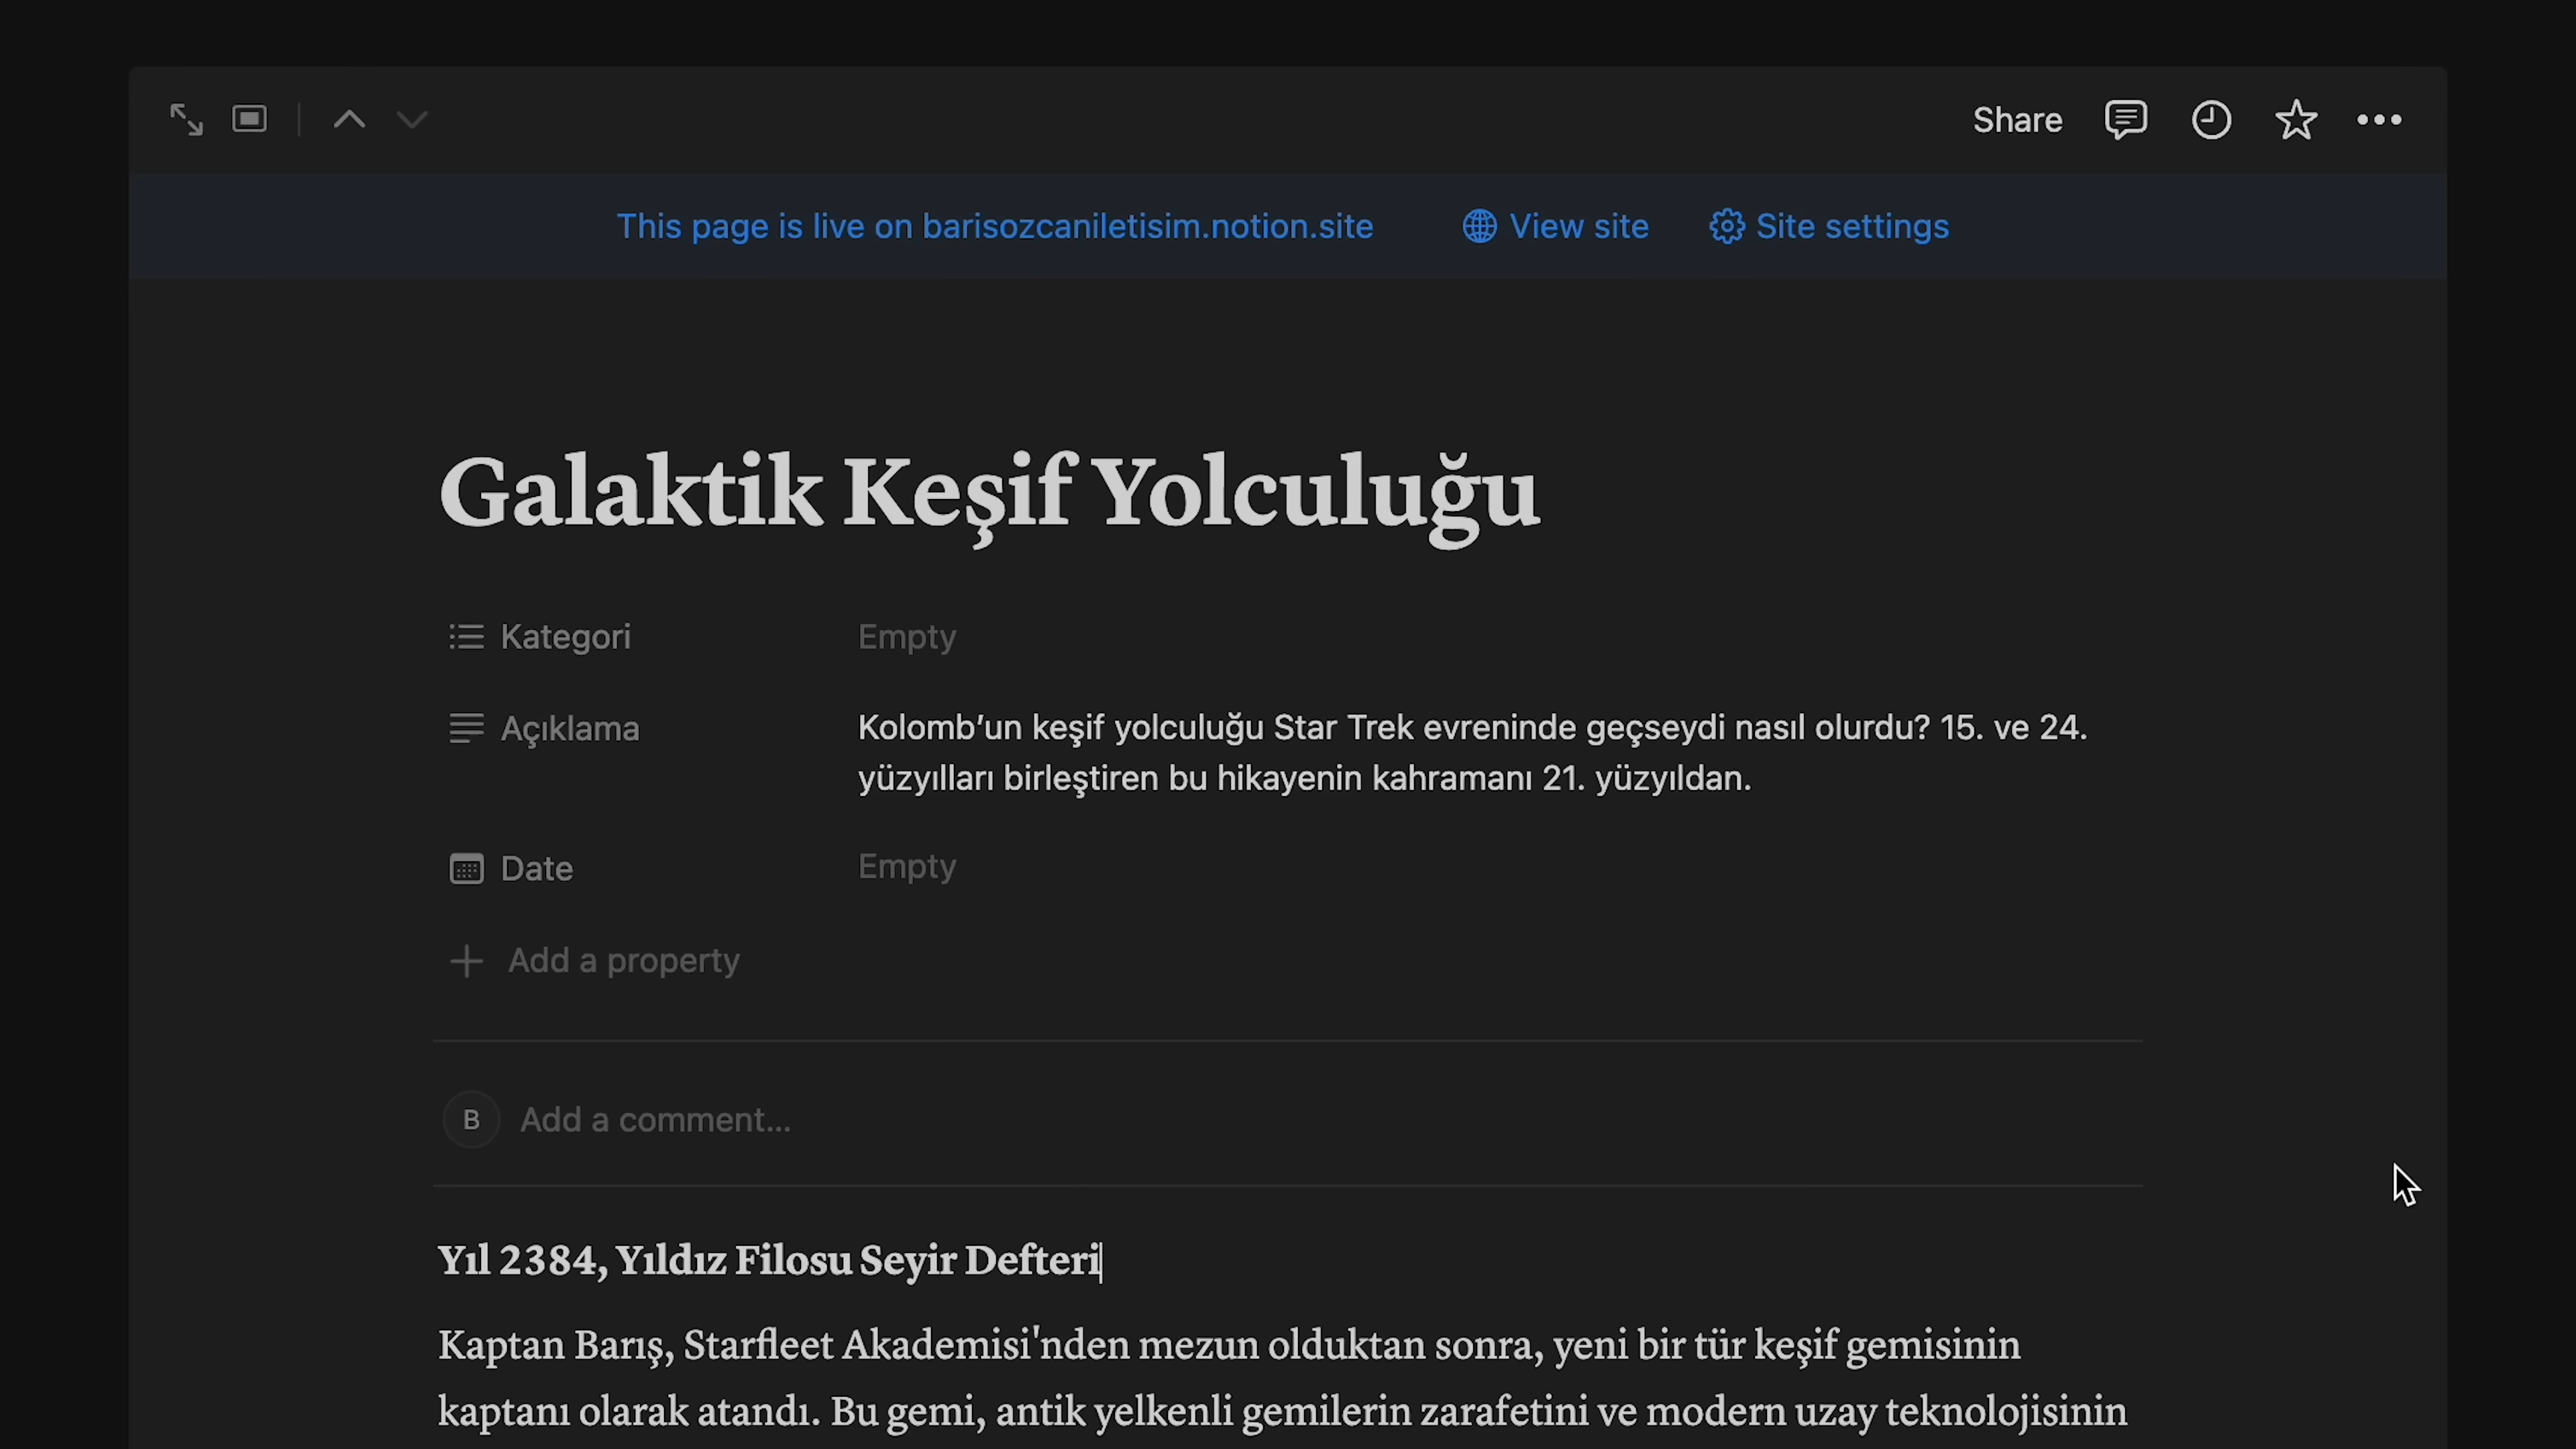 Share
This page is live on barisozcaniletisim.notion.site View site Site settings
Galaktik Keşif Yolculuğu
Kategori Empty
Açıklama Kolomb'un keşif yolculuğu Star Trek evreninde geçseydi nasıl olurdu? 15. ve 24.
yüzyılları birleştiren bu hikayenin kahramanı 21. yüzyıldan.
Date Empty
Add a property
B Add a comment...
Yıl 2384, Yıldız Filosu Seyir Defteri
Kaptan Barış, Starfleet Akademisi'nden mezun olduktan sonra, yeni bir tür keşif gemisinin
kaptanı olarak atandı. Bu gemi, antik yelkenli gemilerin zarafetini ve modern uzay teknolojisinin